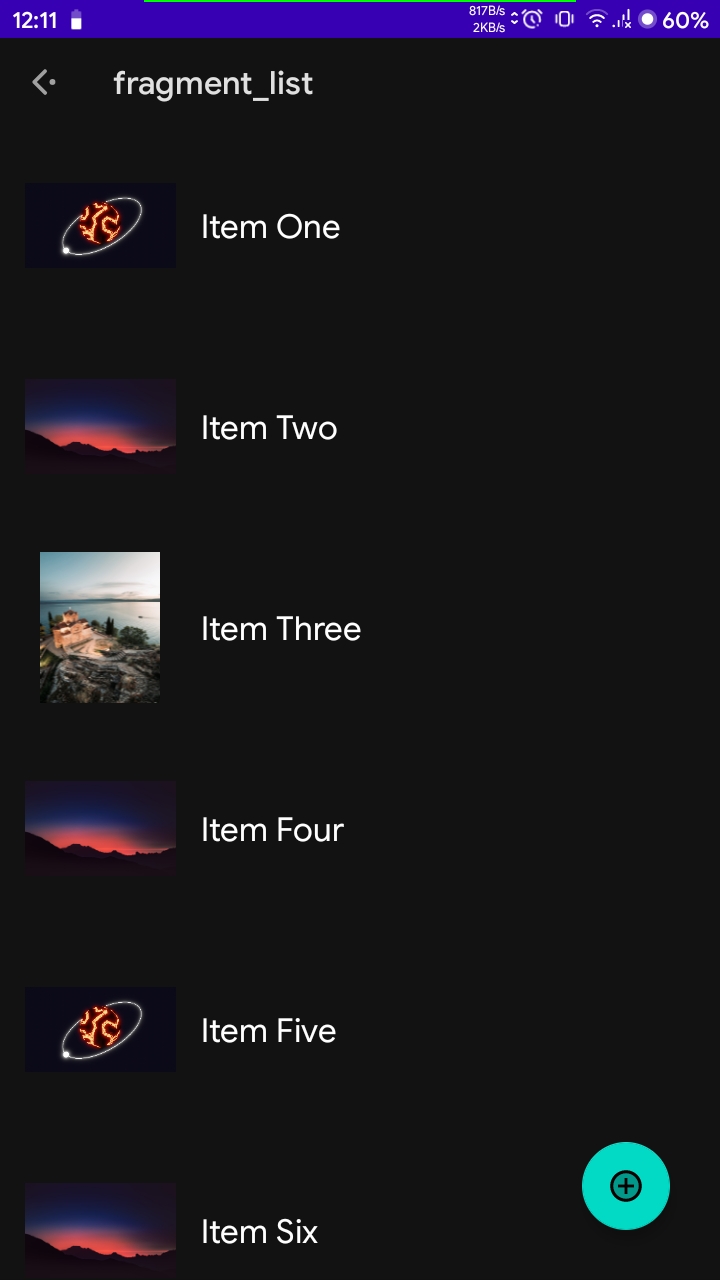 12:11
817B/s
2KB/s
60%
fragment_list
Item One
Item Two
Item Three
Item Four
Item Five
Item Six